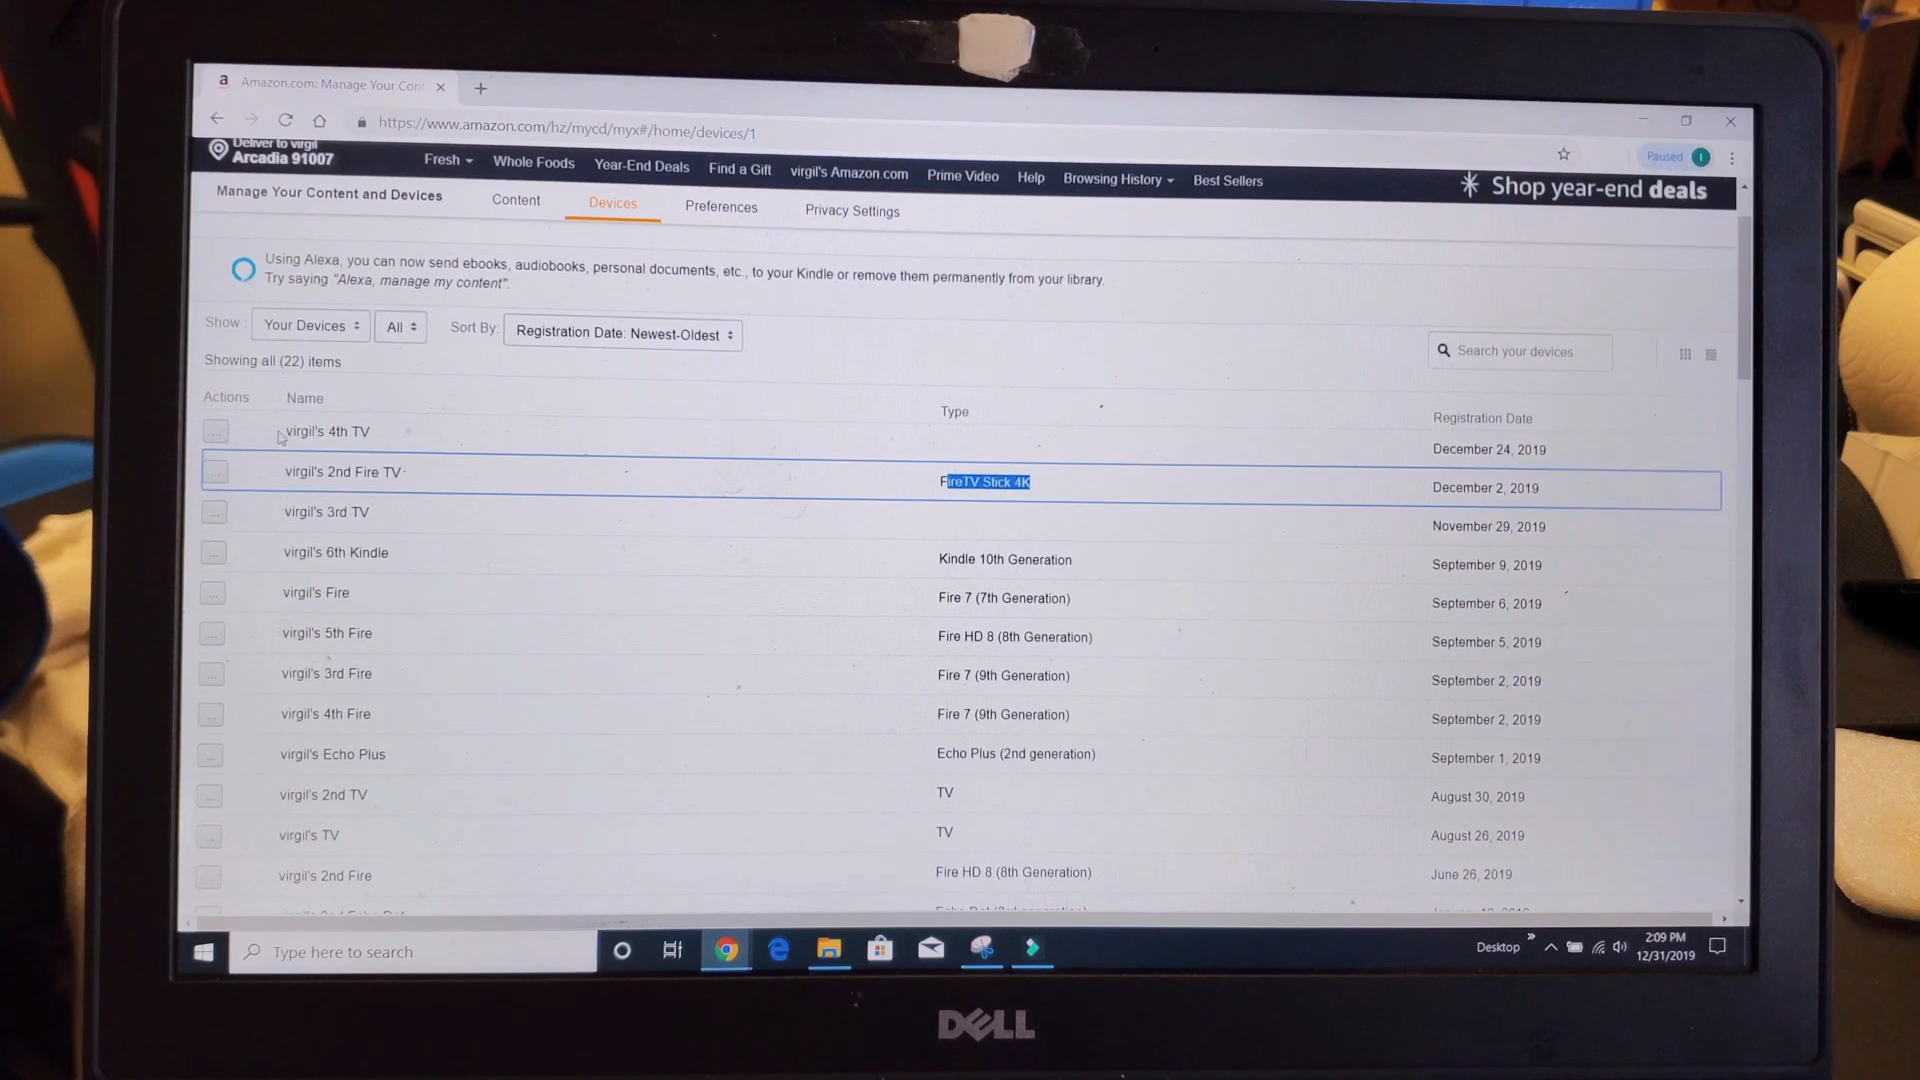 a Amazon.com: Manage Your Con
https://www.amazon.com/hz/mycd/myx#/home/devices/1
Paused
Deliver to virgil
Arcadia 91007
Fresh Whole Foods Year-End Deals Find a Gift virgil's Amazon.com Prime Video Help Browsing History Best Sellers
Shop year-end deals
Manage Your Content and Devices Content Devices Preferences Privacy Settings
Using Alexa, you can now send ebooks, audiobooks, personal documents, etc., to your Kindle or remove them permanently from your library.
Try saying "Alexa, manage my content".
Show : Your Devices All Sort By: Registration Date: Newest-Oldest
Search your devices
Showing all (22) items
Actions Name Type Registration Date
... virgil's 4th TV December 24, 2019
... virgil's 2nd Fire TV FireTV Stick 4K December 2, 2019
... virgil's 3rd TV November 29, 2019
... virgil's 6th Kindle Kindle 10th Generation September 9, 2019
... virgil's Fire Fire 7 (7th Generation) September 6, 2019
... virgil's 5th Fire Fire HD 8 (8th Generation) September 5, 2019
... virgil's 3rd Fire Fire 7 (9th Generation) September 2, 2019
... virgil's 4th Fire Fire 7 (9th Generation) September 2, 2019
... virgil's Echo Plus Echo Plus (2nd generation) September 1, 2019
... virgil's 2nd TV TV August 30, 2019
... virgil's TV TV August 26, 2019
... virgil's 2nd Fire Fire HD 8 (8th Generation) June 26, 2019
Type here to search
Desktop
2:09 PM
12/31/2019
DELL